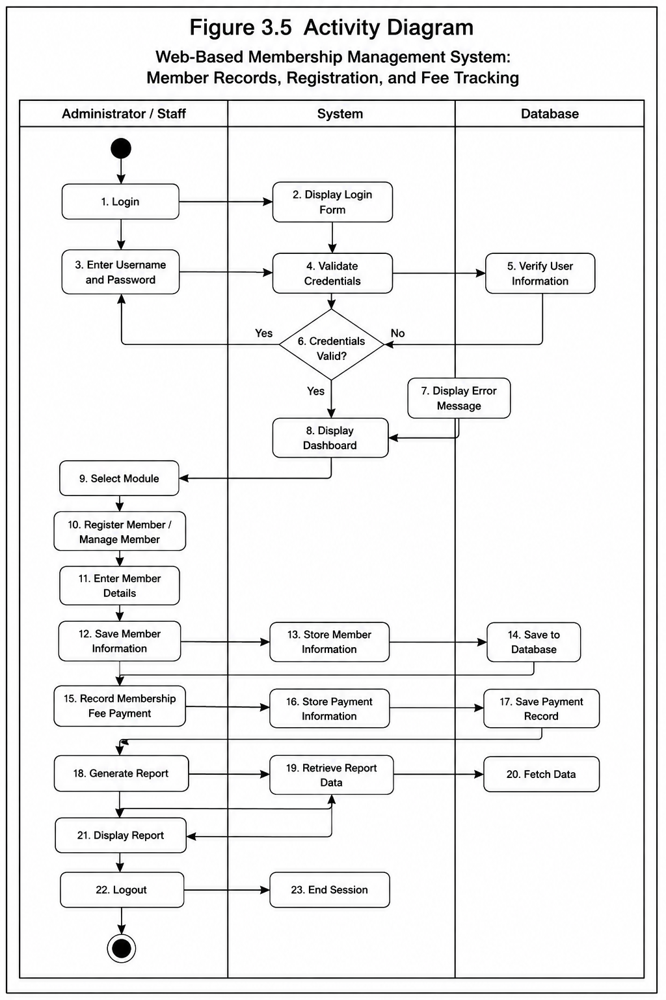 Figure 3.5  Activity Diagram
Web-Based Membership Management System:
Member Records, Registration, and Fee Tracking
Administrator / Staff
System
Database
1. Login
2. Display Login
Form
3. Enter Username
and Password
4. Validate
Credentials
5. Verify User
Information
Yes
6. Credentials
Valid?
No
Yes
7. Display Error
Message
8. Display
Dashboard
9. Select Module
10. Register Member /
Manage Member
11. Enter Member
Details
12. Save Member
Information
13. Store Member
Information
14. Save to
Database
15. Record Membership
Fee Payment
16. Store Payment
Information
17. Save Payment
Record
18. Generate Report
19. Retrieve Report
Data
20. Fetch Data
21. Display Report
22. Logout
23. End Session